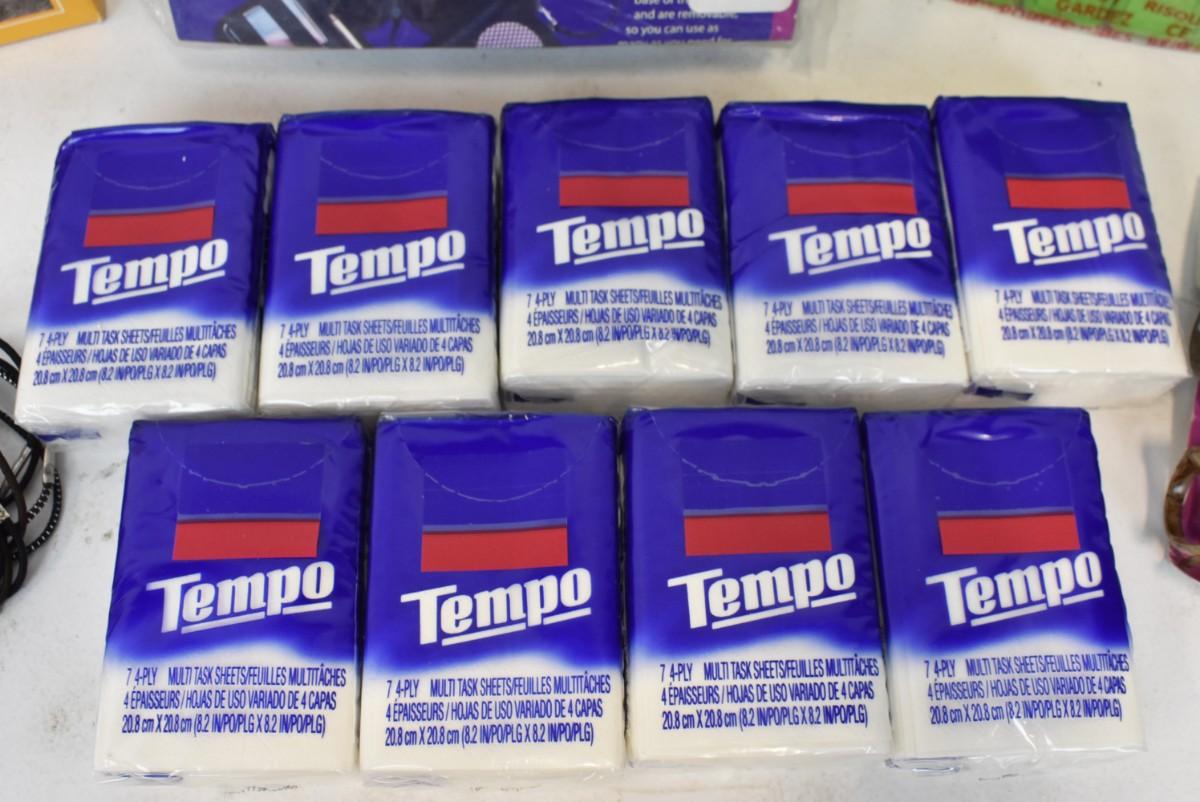 and are removable,
so you can use as
GARDEZ
Tempo
7 4-PLY MULTI TASK SHEETS/FEUILLES MULTITÂCHES
4 ÉPAISSEURS / HOJAS DE USO VARIADO DE 4 CAPAS
20.8 cm X 20.8 cm (8.2 IN/PO/PLG X 8.2 IN/PO/PLG)
Tempo
7 4-PLY MULTI TASK SHEETS/FEUILLES MULTITÂCHES
4 ÉPAISSEURS / HOJAS DE USO VARIADO DE 4 CAPAS
20.8 cm X 20.8 cm (8.2 IN/PO/PLG X 8.2 IN/PO/PLG)
Tempo
7 4-PLY MULTI TASK SHEETS/FEUILLES MULTITÂCHES
4 ÉPAISSEURS / HOJAS DE USO VARIADO DE 4 CAPAS
20.8 cm X 20.8 cm (8.2 IN/PO/PLG X 8.2 IN/PO/PLG)
Tempo
7 4-PLY MULTI TASK SHEETS/FEUILLES MULTITÂCHES
4 ÉPAISSEURS / HOJAS DE USO VARIADO DE 4 CAPAS
20.8 cm X 20.8 cm (8.2 IN/PO/PLG X 8.2 IN/PO/PLG)
Tempo
7 4-PLY MULTI TASK SHEETS/FEUILLES MULTITÂCHES
4 ÉPAISSEURS / HOJAS DE USO VARIADO DE 4 CAPAS
20.8 cm X 20.8 cm (8.2 IN/PO/PLG X 8.2 IN/PO/PLG)
Tempo
7 4-PLY MULTI TASK SHEETS/FEUILLES MULTITÂCHES
4 ÉPAISSEURS / HOJAS DE USO VARIADO DE 4 CAPAS
20.8 cm X 20.8 cm (8.2 IN/PO/PLG X 8.2 IN/PO/PLG)
Tempo
7 4-PLY MULTI TASK SHEETS/FEUILLES MULTITÂCHES
4 ÉPAISSEURS / HOJAS DE USO VARIADO DE 4 CAPAS
20.8 cm X 20.8 cm (8.2 IN/PO/PLG X 8.2 IN/PO/PLG)
Tempo
7 4-PLY MULTI TASK SHEETS/FEUILLES MULTITÂCHES
4 ÉPAISSEURS / HOJAS DE USO VARIADO DE 4 CAPAS
20.8 cm X 20.8 cm (8.2 IN/PO/PLG X 8.2 IN/PO/PLG)
Tempo
7 4-PLY MULTI TASK SHEETS/FEUILLES MULTITÂCHES
4 ÉPAISSEURS / HOJAS DE USO VARIADO DE 4 CAPAS
20.8 cm X 20.8 cm (8.2 IN/PO/PLG X 8.2 IN/PO/PLG)